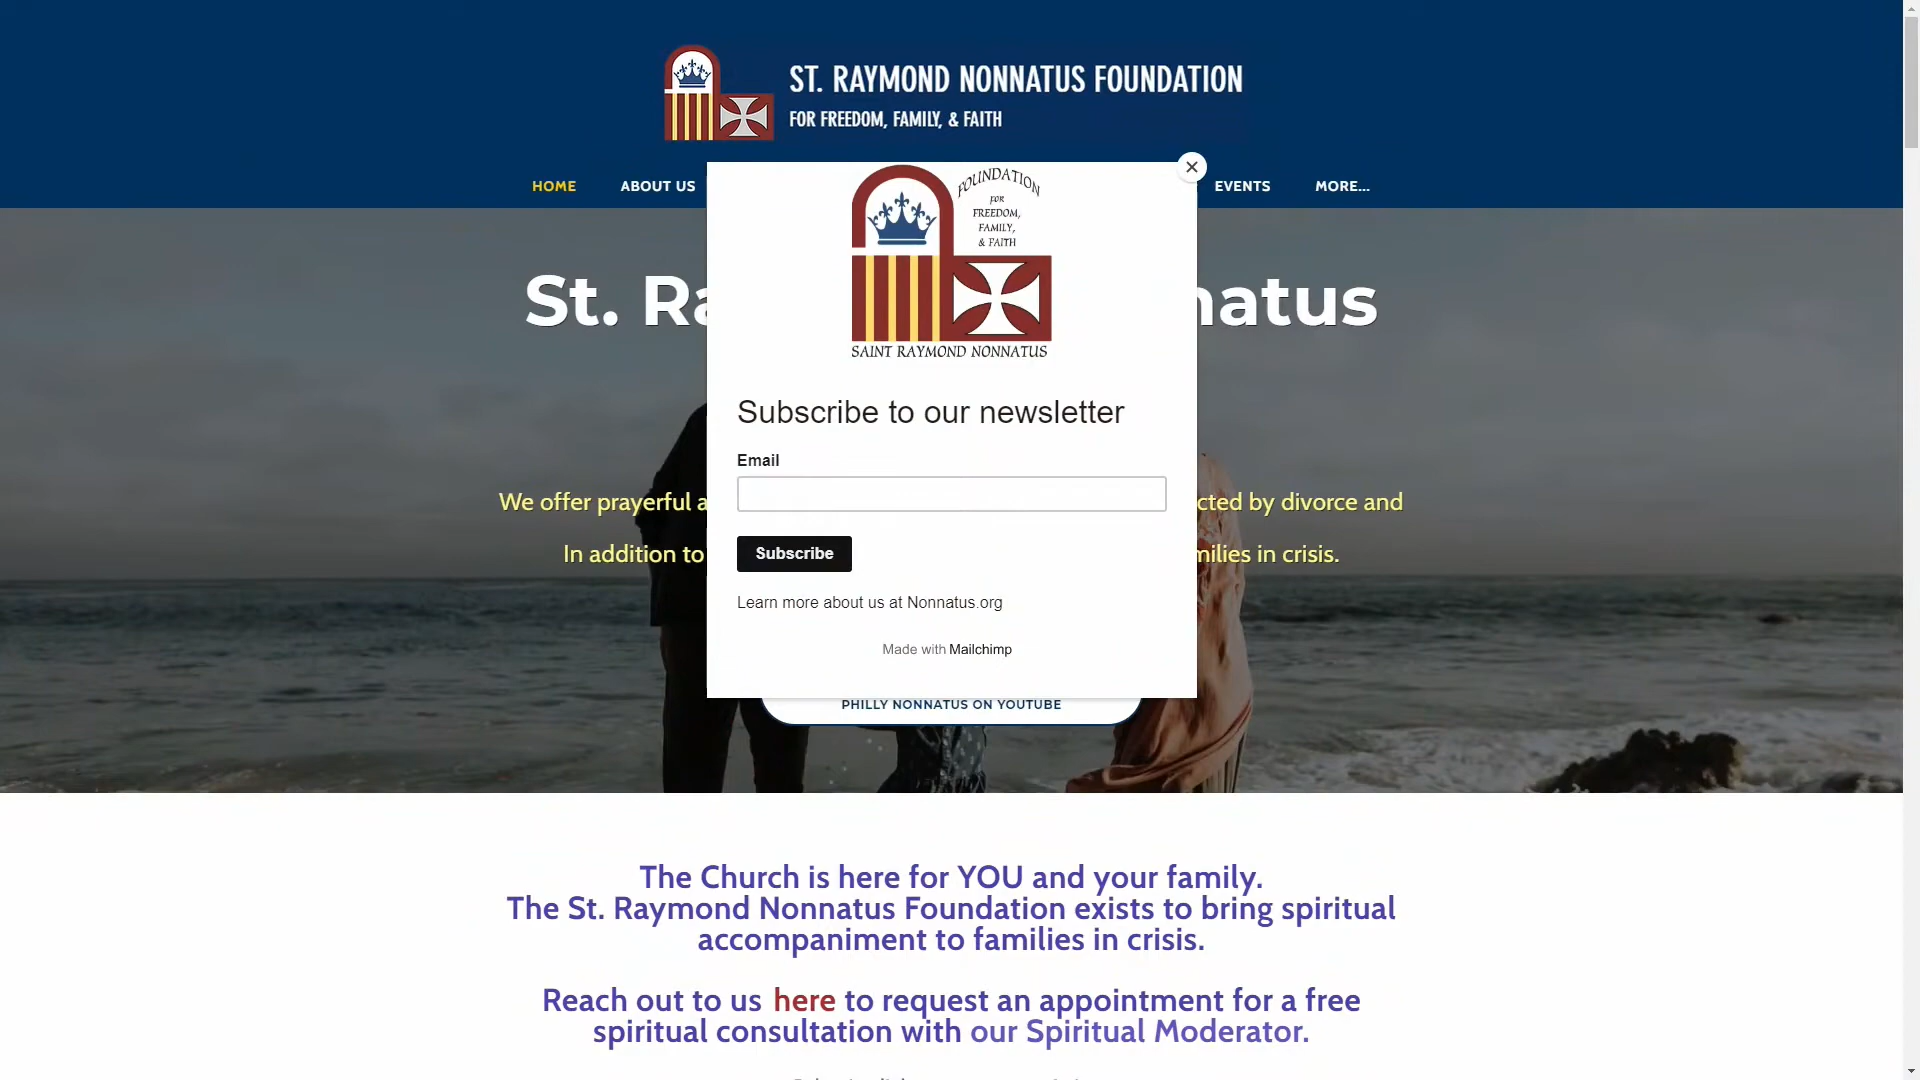 ST. RAYMOND NONNATUS FOUNDATION
FOR FREEDOM, FAMILY, & FAITH
HOME ABOUT US EVENTS MORE...
FOUNDATION
for
FREEDOM,
FAMILY,
& FAITH
SAINT RAYMOND NONNATUS
St. Ra natus
Subscribe to our newsletter
Email
We offer prayerful a cted by divorce and
In addition to milies in crisis.
Subscribe
Learn more about us at Nonnatus.org
Made with Mailchimp
PHILLY NONNATUS ON YOUTUBE
The Church is here for YOU and your family.
The St. Raymond Nonnatus Foundation exists to bring spiritual
accompaniment to families in crisis.
Reach out to us here to request an appointment for a free
spiritual consultation with our Spiritual Moderator.